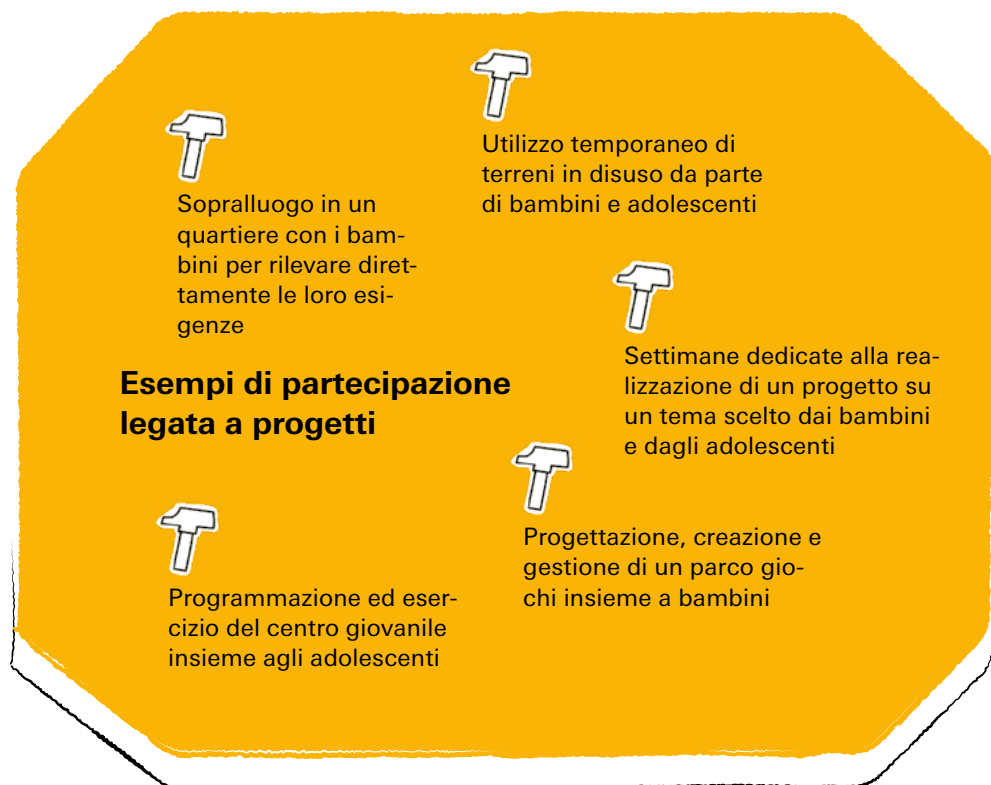 Utilizzo temporaneo di
terreni in disuso da parte
di bambini e adolescenti
Sopralluogo in un
quartiere con i bam-
bini per rilevare diret-
tamente le loro esi-
genze
Settimane dedicate alla rea-
lizzazione di un progetto su
un tema scelto dai bambini
e dagli adolescenti
Esempi di partecipazione
legata a progetti
Progettazione, creazione e
gestione di un parco gio-
chi insieme a bambini
Programmazione ed eser-
cizio del centro giovanile
insieme agli adolescenti